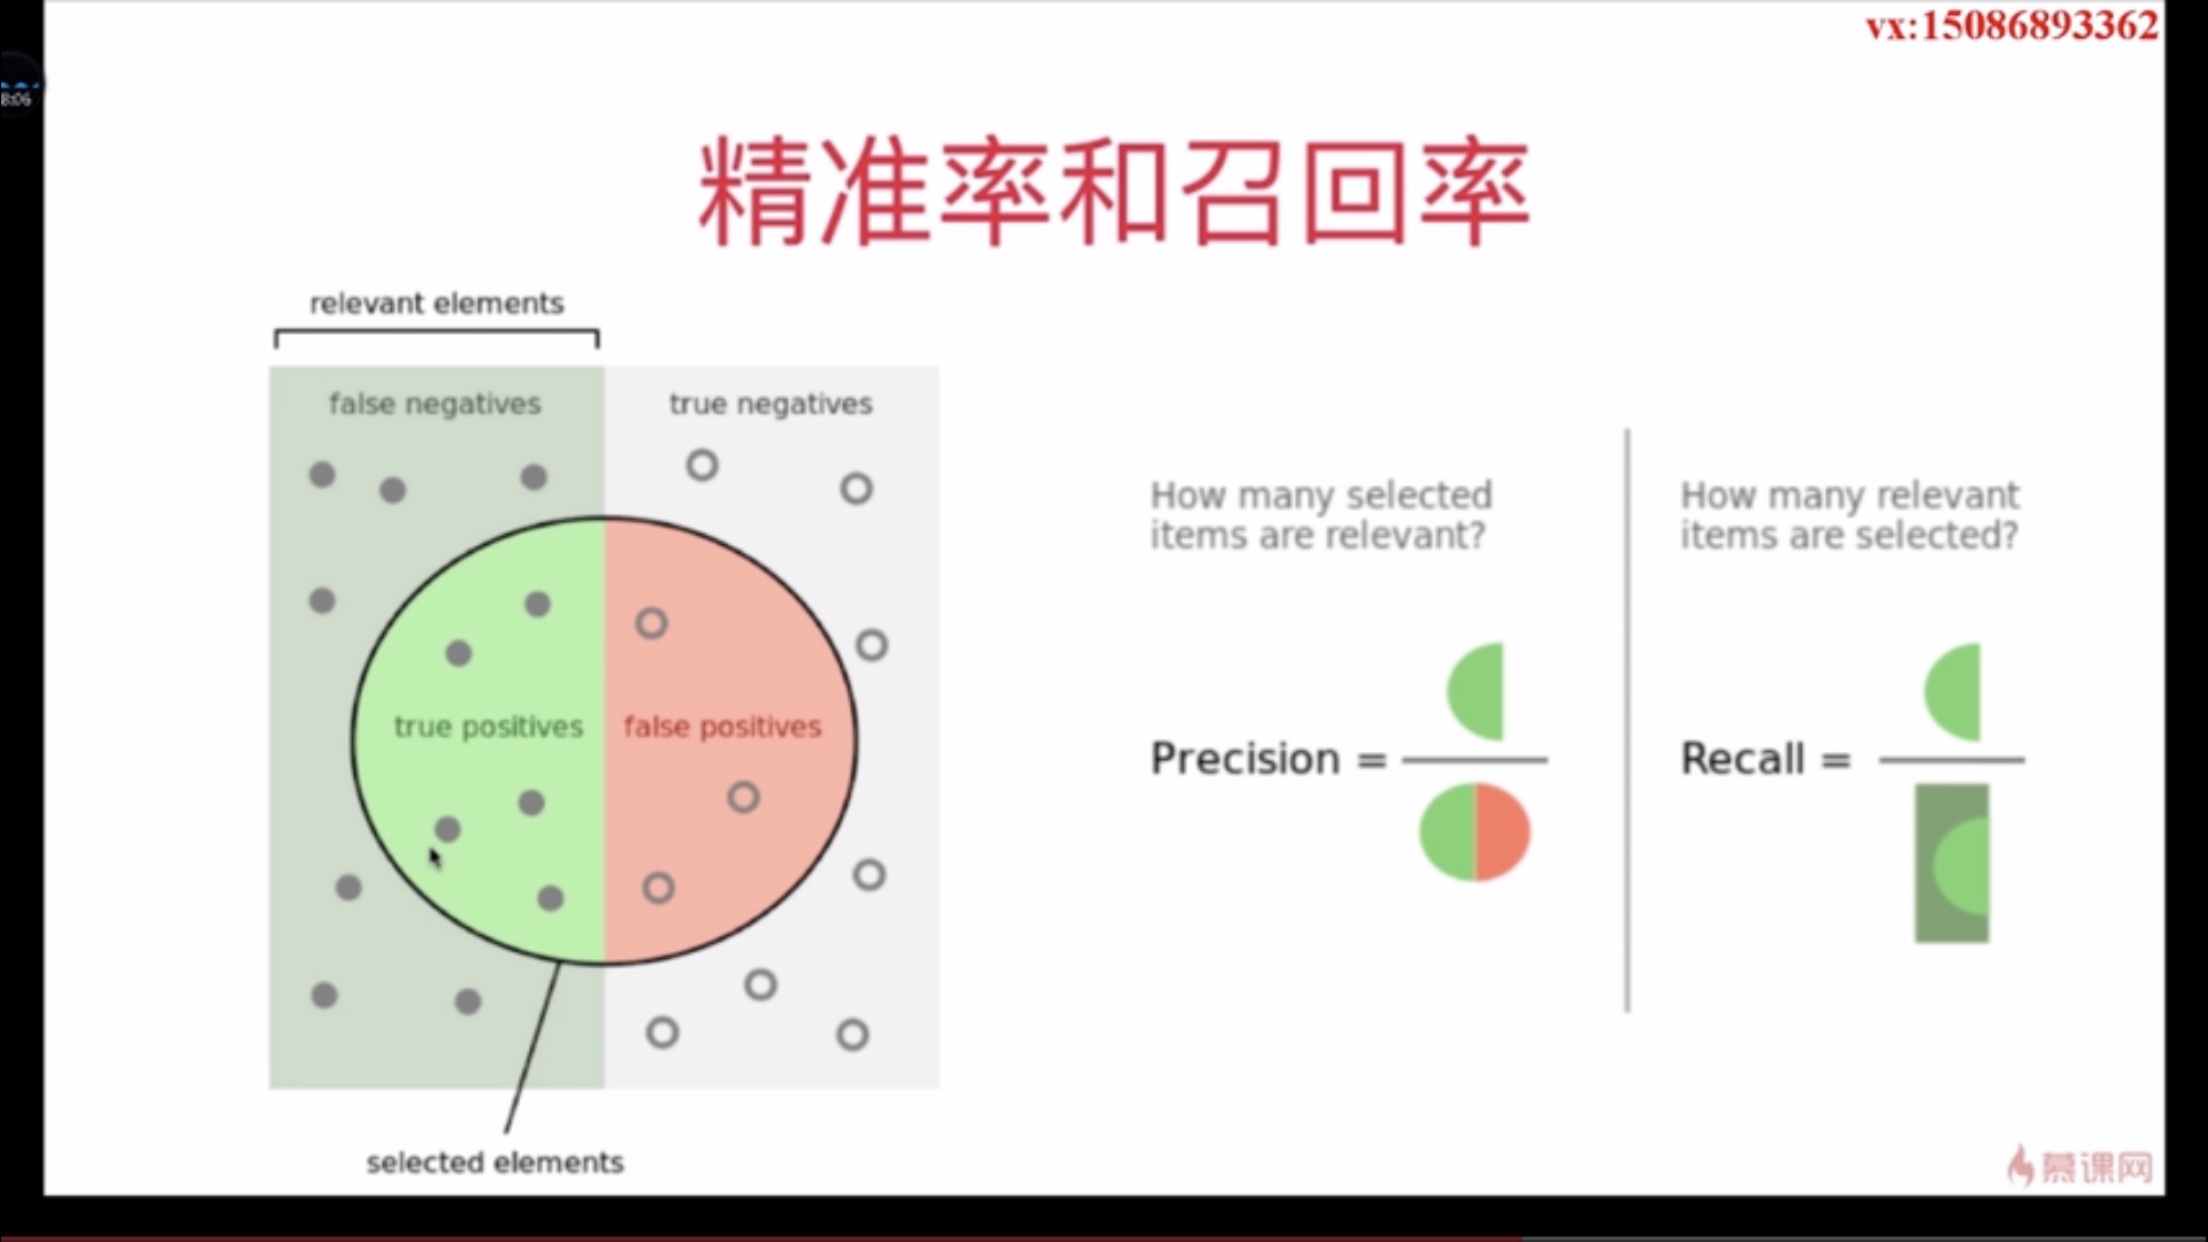 vx:15086893362
8:06
精准率和召回率
relevant elements
false negatives
true negatives
How many selected
items are relevant?
How many relevant
items are selected?
true positives
false positives
Precision =
Recall =
selected elements
慕课网